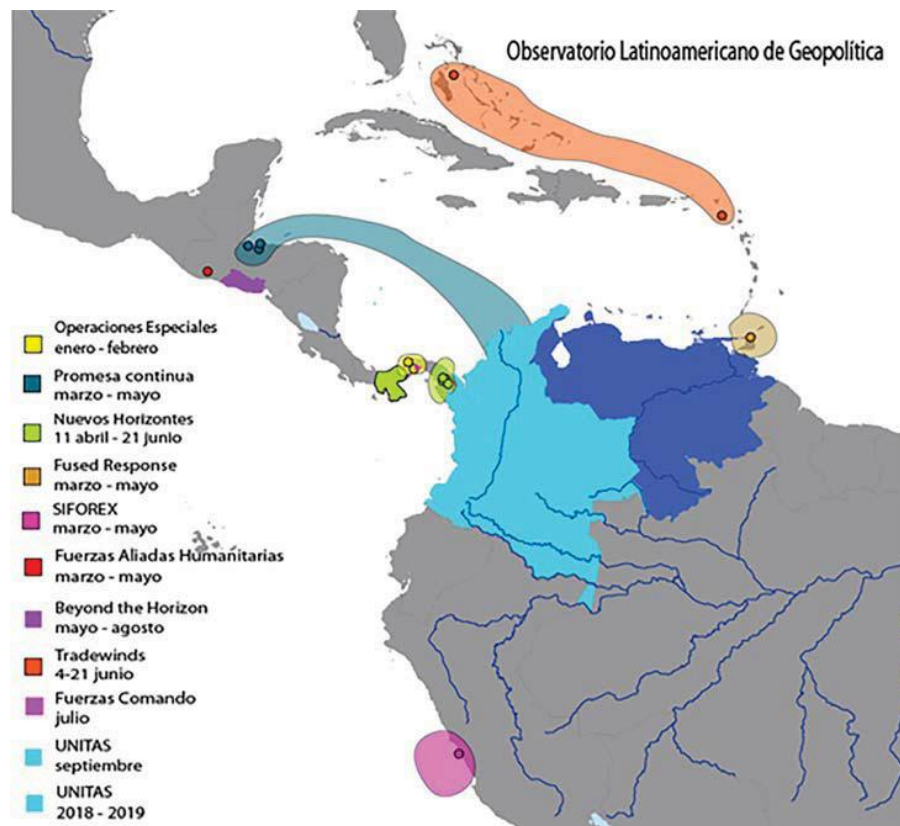 Observatorio Latinoamericano de Geopolítica
Operaciones Especiales
enero - febrero
Promesa continua
marzo - mayo
Nuevos Horizontes
11 abril - 21 junio
Fused Response
marzo - mayo
SIFOREX
marzo - mayo
Fuerzas Aliadas Humanitarias
marzo - mayo
Beyond the Horizon
mayo - agosto
Tradewinds
4-21 junio
Fuerzas Comando
julio
UNITAS
septiembre
UNITAS
2018 - 2019